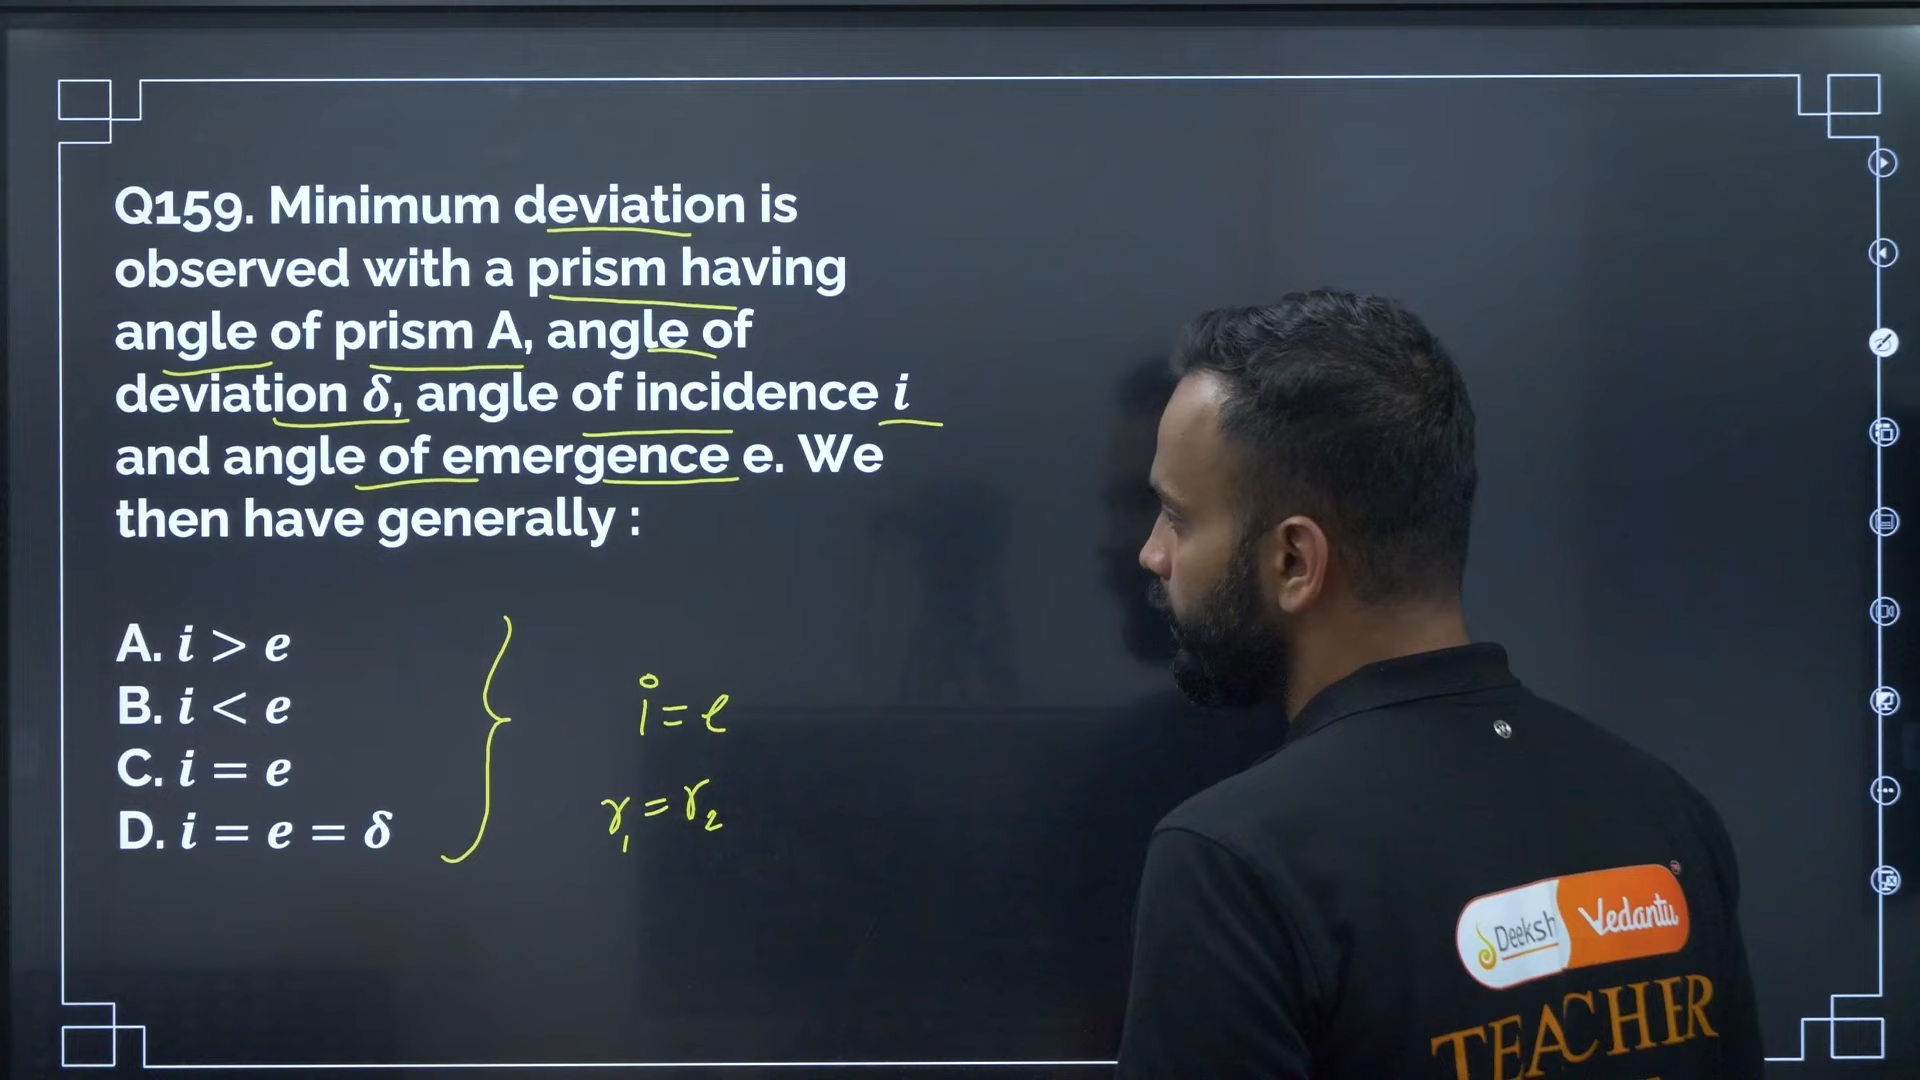 Q159. Minimum deviation is
observed with a prism having
angle of prism A, angle of
deviation δ, angle of incidence i
and angle of emergence e. We
then have generally :
A. i > e
B. i < e
C. i = e
D. i = e = δ
i = e
r₁ = r₂
Deeksh
Vedantu
TEACHER